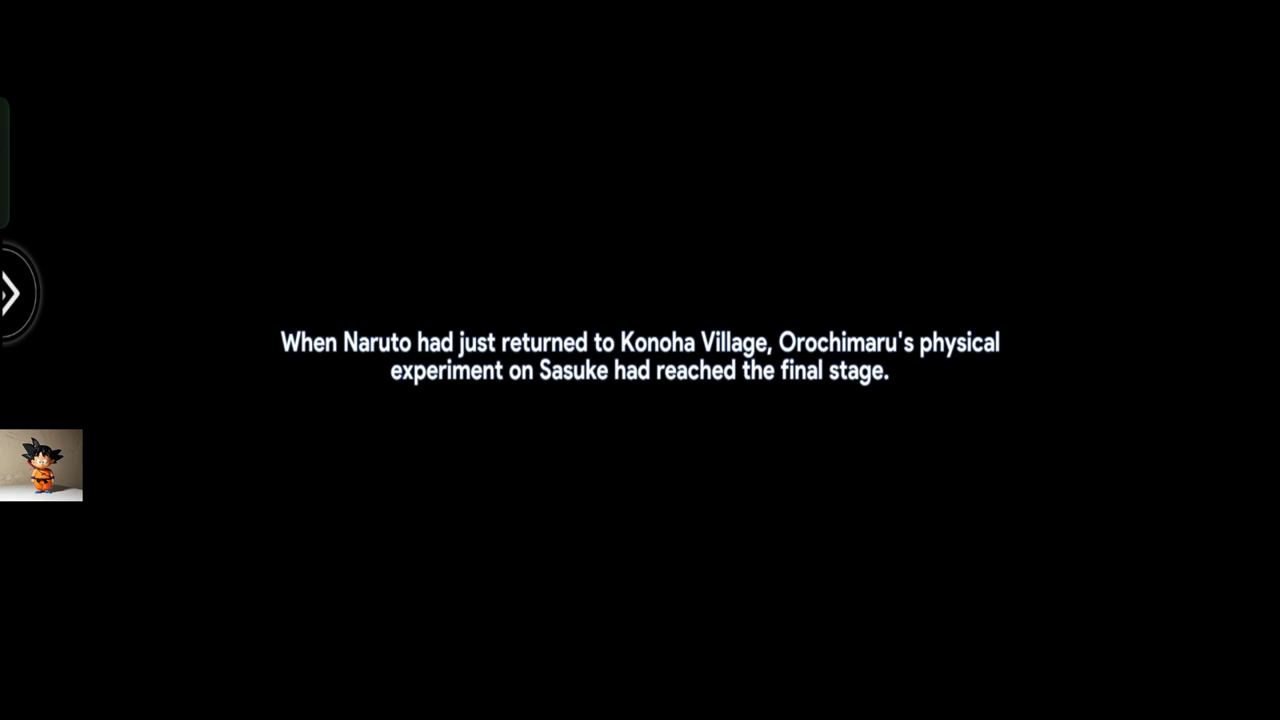 When Naruto had just returned to Konoha Village, Orochimaru's physical
experiment on Sasuke had reached the final stage.